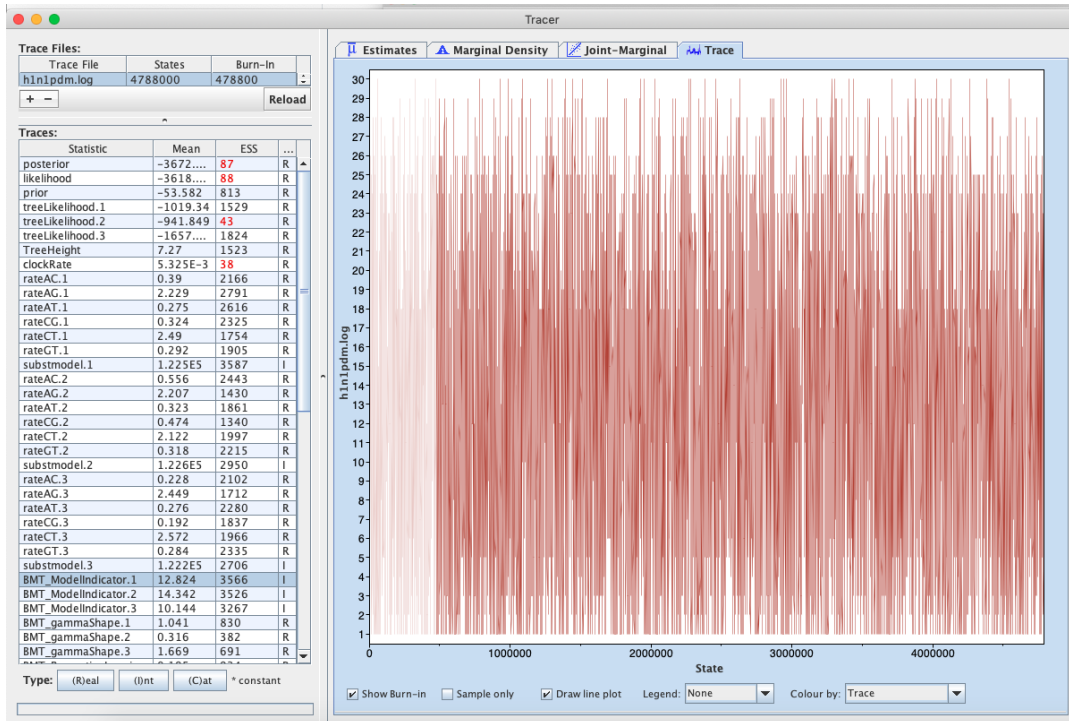 Tracer
Trace Files:
Trace File States Burn-In
h1n1pdm.log 4788000 478800
+ − Reload
Traces:
Statistic Mean ESS ...
posterior -3672.... 87 R
likelihood -3618.... 88 R
prior -53.582 813 R
treeLikelihood.1 -1019.34 1529 R
treeLikelihood.2 -941.849 43 R
treeLikelihood.3 -1657.... 1824 R
TreeHeight 7.27 1523 R
clockRate 5.325E-3 38 R
rateAC.1 0.39 2166 R
rateAG.1 2.229 2791 R
rateAT.1 0.275 2616 R
rateCG.1 0.324 2325 R
rateCT.1 2.49 1754 R
rateGT.1 0.292 1905 R
substmodel.1 1.225E5 3587 I
rateAC.2 0.556 2443 R
rateAG.2 2.207 1430 R
rateAT.2 0.323 1861 R
rateCG.2 0.474 1340 R
rateCT.2 2.122 1997 R
rateGT.2 0.318 2215 R
substmodel.2 1.226E5 2950 I
rateAC.3 0.228 2102 R
rateAG.3 2.449 1712 R
rateAT.3 0.276 2280 R
rateCG.3 0.192 1837 R
rateCT.3 2.572 1966 R
rateGT.3 0.284 2335 R
substmodel.3 1.222E5 2706 I
BMT_ModelIndicator.1 12.824 3566 I
BMT_ModelIndicator.2 14.342 3526 I
BMT_ModelIndicator.3 10.144 3267 I
BMT_gammaShape.1 1.041 830 R
BMT_gammaShape.2 0.316 382 R
BMT_gammaShape.3 1.669 691 R
Type: (R)eal (I)nt (C)at * constant
Estimates Marginal Density Joint-Marginal Trace
30
29
28
27
26
25
24
23
22
21
20
19
18
17
16
15
14
13
12
11
10
9
8
7
6
5
4
3
2
1
h1n1pdm.log
0 1000000 2000000 3000000 4000000
State
Show Burn-in Sample only Draw line plot Legend: None Colour by: Trace